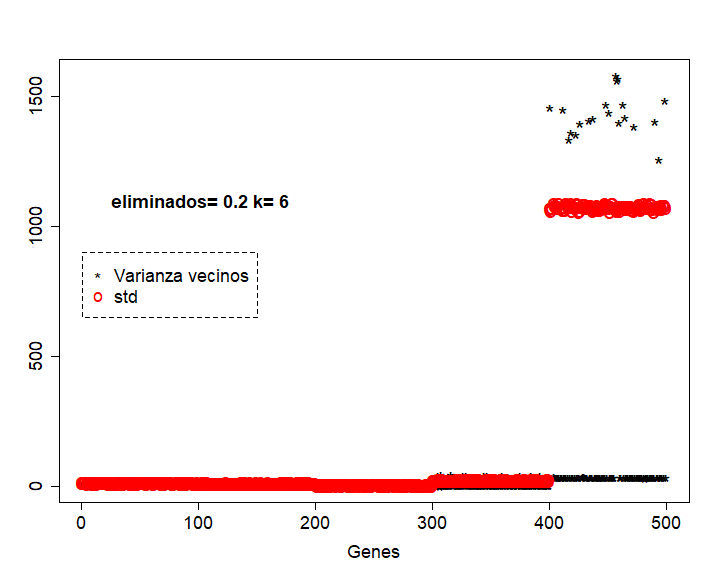 1500
1000
500
0
eliminados= 0.2 k= 6
* Varianza vecinos
o std
0 100 200 300 400 500
Genes